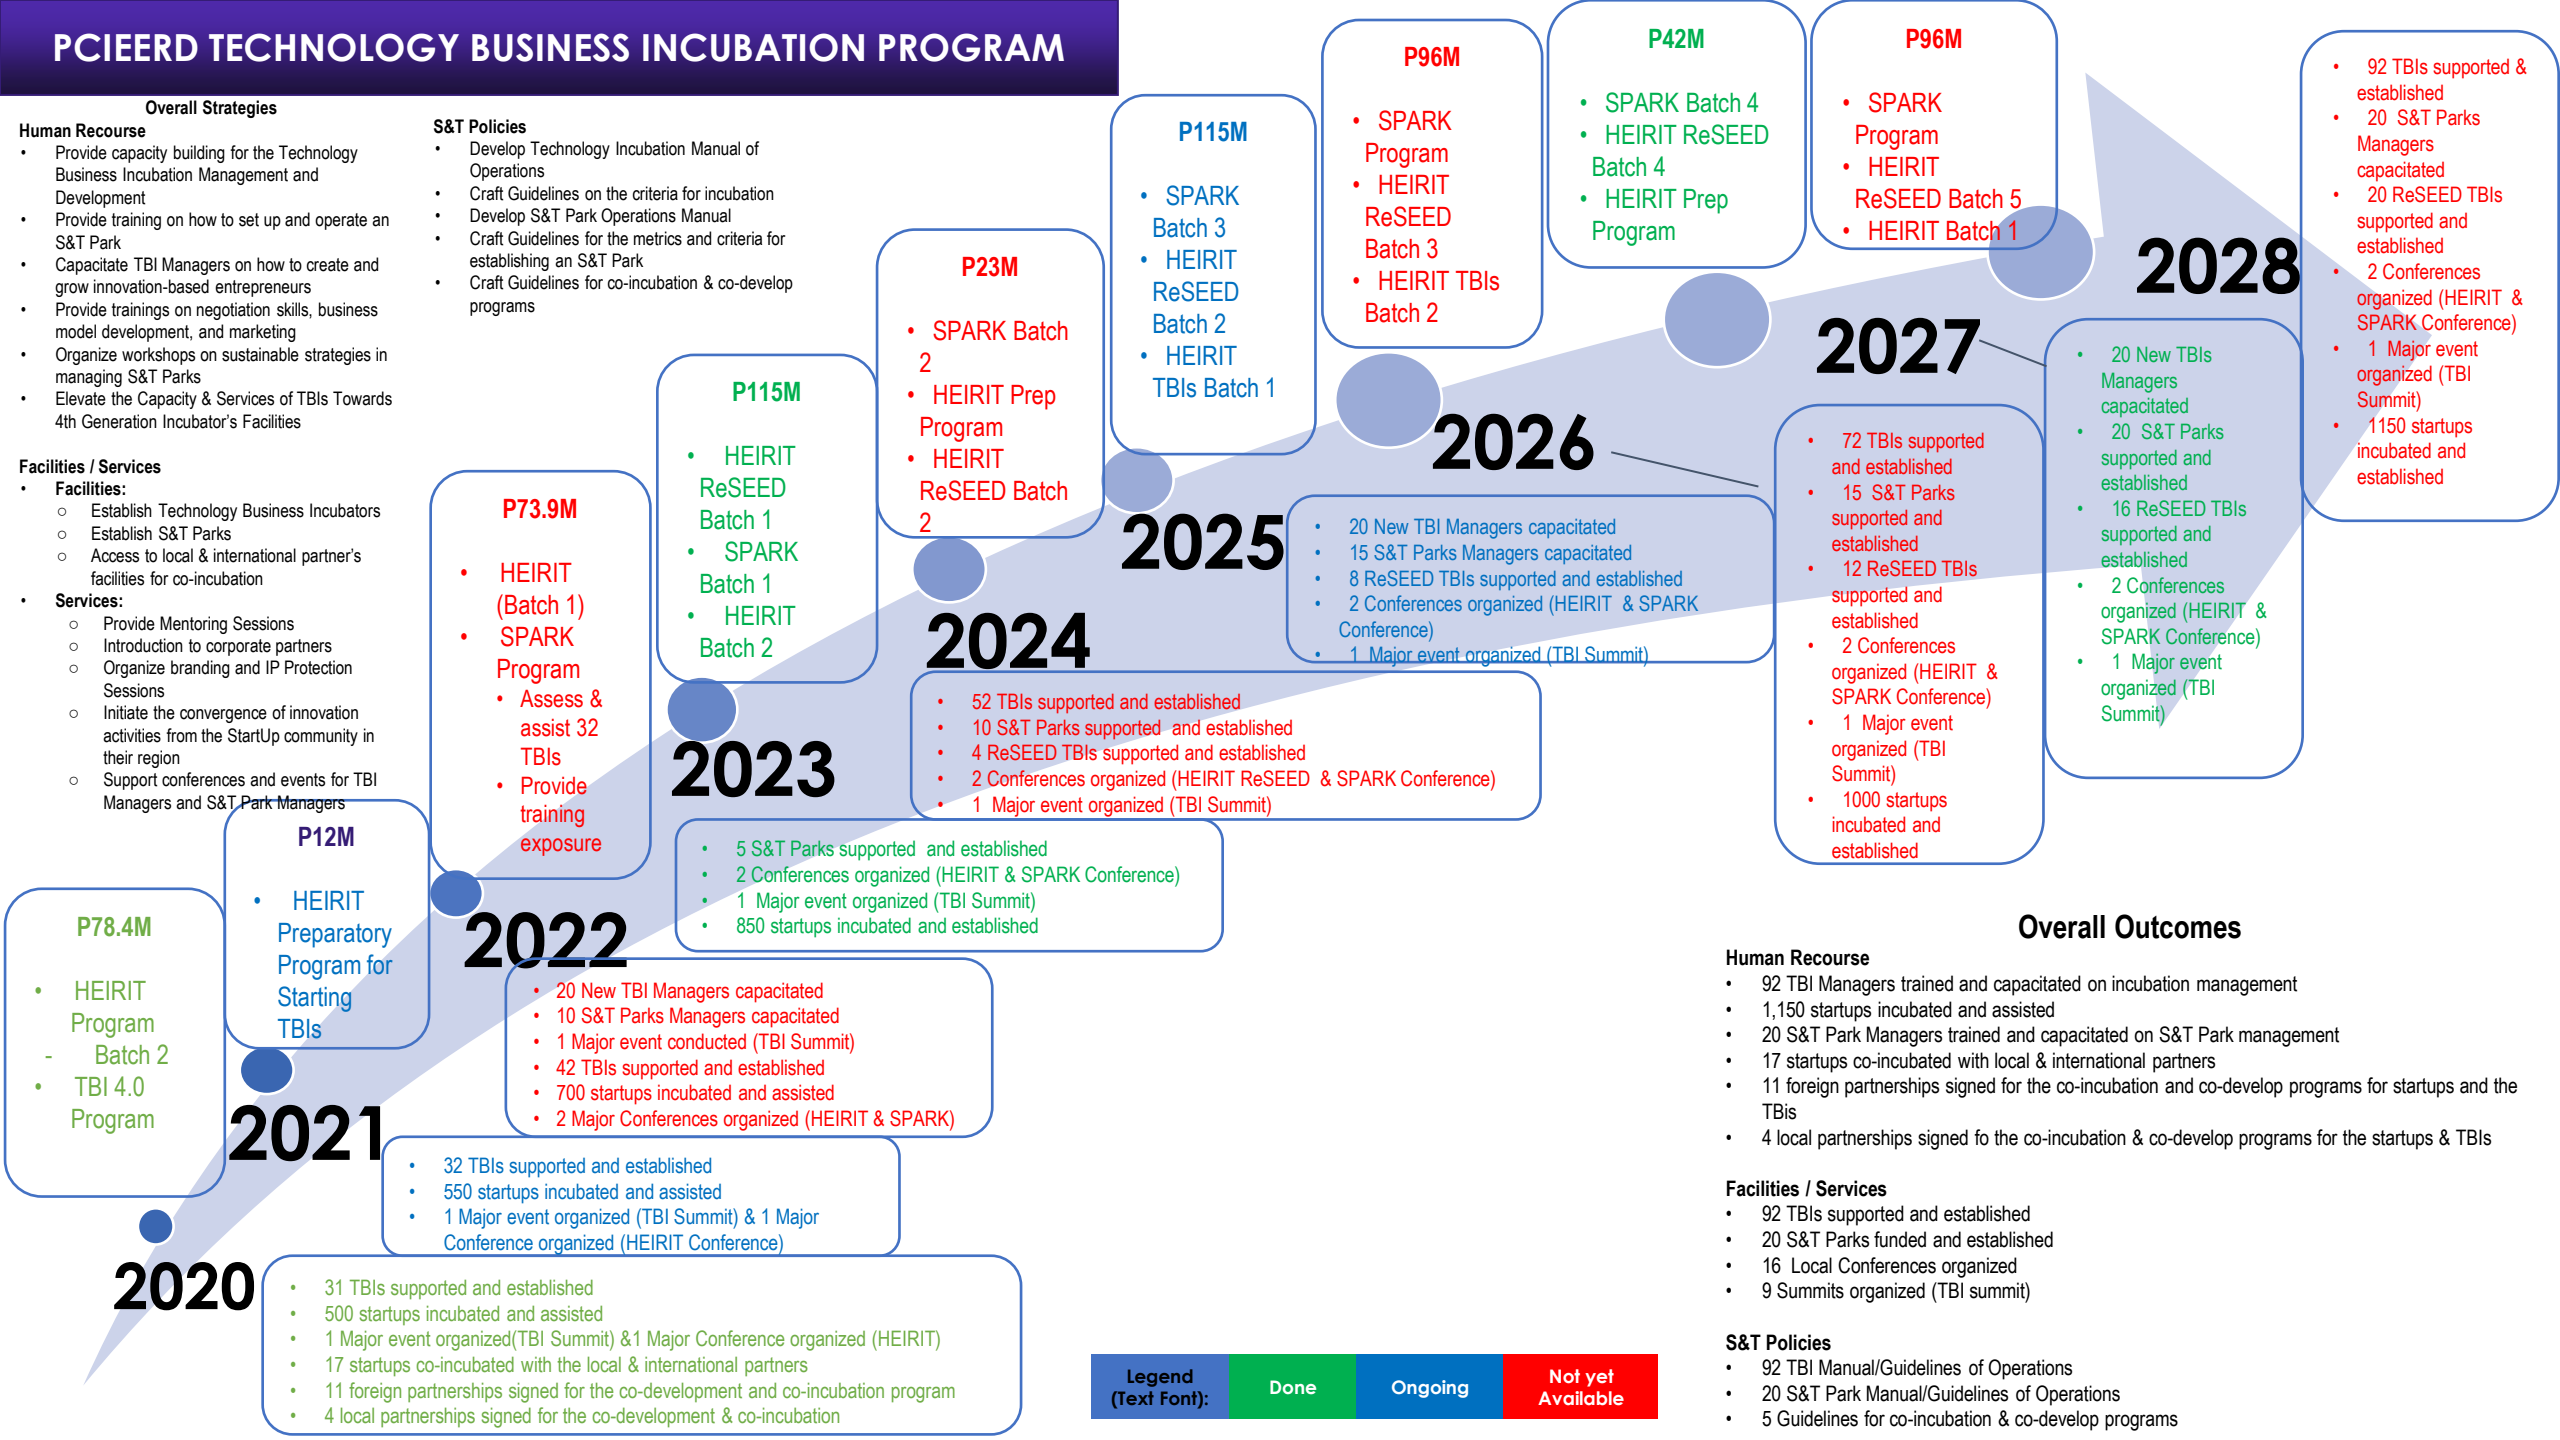 PCIEERD TECHNOLOGY BUSINESS INCUBATION PROGRAM
Overall Strategies
Human Recourse
• Provide capacity building for the Technology
Business Incubation Management and
Development
• Provide training on how to set up and operate an
S&T Park
• Capacitate TBI Managers on how to create and
grow innovation-based entrepreneurs
• Provide trainings on negotiation skills, business
model development, and marketing
• Organize workshops on sustainable strategies in
managing S&T Parks
• Elevate the Capacity & Services of TBIs Towards
4th Generation Incubator's Facilities
Facilities / Services
• Facilities:
○ Establish Technology Business Incubators
○ Establish S&T Parks
○ Access to local & international partner's
facilities for co-incubation
• Services:
○ Provide Mentoring Sessions
○ Introduction to corporate partners
○ Organize branding and IP Protection
Sessions
○ Initiate the convergence of innovation
activities from the StartUp community in
their region
○ Support conferences and events for TBI
Managers and S&T Park Managers
S&T Policies
• Develop Technology Incubation Manual of
Operations
• Craft Guidelines on the criteria for incubation
• Develop S&T Park Operations Manual
• Craft Guidelines for the metrics and criteria for
establishing an S&T Park
• Craft Guidelines for co-incubation & co-develop
programs
P78.4M
• HEIRIT
Program
- Batch 2
• TBI 4.0
Program
2020
• 31 TBIs supported and established
• 500 startups incubated and assisted
• 1 Major event organized(TBI Summit) &1 Major Conference organized (HEIRIT)
• 17 startups co-incubated with the local & international partners
• 11 foreign partnerships signed for the co-development and co-incubation program
• 4 local partnerships signed for the co-development & co-incubation
P12M
• HEIRIT
Preparatory
Program for
Starting
TBIs
2021
• 32 TBIs supported and established
• 550 startups incubated and assisted
• 1 Major event organized (TBI Summit) & 1 Major
Conference organized (HEIRIT Conference)
P73.9M
• HEIRIT
(Batch 1)
• SPARK
Program
• Assess &
assist 32
TBIs
• Provide
training
exposure
2022
• 20 New TBI Managers capacitated
• 10 S&T Parks Managers capacitated
• 1 Major event conducted (TBI Summit)
• 42 TBIs supported and established
• 700 startups incubated and assisted
• 2 Major Conferences organized (HEIRIT & SPARK)
P115M
• HEIRIT
ReSEED
Batch 1
• SPARK
Batch 1
• HEIRIT
Batch 2
2023
• 5 S&T Parks supported and established
• 2 Conferences organized (HEIRIT & SPARK Conference)
• 1 Major event organized (TBI Summit)
• 850 startups incubated and established
P23M
• SPARK Batch
2
• HEIRIT Prep
Program
• HEIRIT
ReSEED Batch
2
2024
• 52 TBIs supported and established
• 10 S&T Parks supported and established
• 4 ReSEED TBIs supported and established
• 2 Conferences organized (HEIRIT ReSEED & SPARK Conference)
• 1 Major event organized (TBI Summit)
P115M
• SPARK
Batch 3
• HEIRIT
ReSEED
Batch 2
• HEIRIT
TBIs Batch 1
2025
• 20 New TBI Managers capacitated
• 15 S&T Parks Managers capacitated
• 8 ReSEED TBIs supported and established
• 2 Conferences organized (HEIRIT & SPARK
Conference)
• 1 Major event organized (TBI Summit)
P96M
• SPARK
Program
• HEIRIT
ReSEED
Batch 3
• HEIRIT TBIs
Batch 2
2026
• 72 TBIs supported
and established
• 15 S&T Parks
supported and
established
• 12 ReSEED TBIs
supported and
established
• 2 Conferences
organized (HEIRIT &
SPARK Conference)
• 1 Major event
organized (TBI
Summit)
• 1000 startups
incubated and
established
P42M
• SPARK Batch 4
• HEIRIT ReSEED
Batch 4
• HEIRIT Prep
Program
2027
• 20 New TBIs
Managers
capacitated
• 20 S&T Parks
supported and
established
• 16 ReSEED TBIs
supported and
established
• 2 Conferences
organized (HEIRIT &
SPARK Conference)
• 1 Major event
organized (TBI
Summit)
P96M
• SPARK
Program
• HEIRIT
ReSEED Batch 5
• HEIRIT Batch 1
2028
• 92 TBIs supported &
established
• 20 S&T Parks
Managers
capacitated
• 20 ReSEED TBIs
supported and
established
• 2 Conferences
organized (HEIRIT &
SPARK Conference)
• 1 Major event
organized (TBI
Summit)
• 1150 startups
incubated and
established
Overall Outcomes
Human Recourse
• 92 TBI Managers trained and capacitated on incubation management
• 1,150 startups incubated and assisted
• 20 S&T Park Managers trained and capacitated on S&T Park management
• 17 startups co-incubated with local & international partners
• 11 foreign partnerships signed for the co-incubation and co-develop programs for startups and the
TBis
• 4 local partnerships signed fo the co-incubation & co-develop programs for the startups & TBIs
Facilities / Services
• 92 TBIs supported and established
• 20 S&T Parks funded and established
• 16 Local Conferences organized
• 9 Summits organized (TBI summit)
S&T Policies
• 92 TBI Manual/Guidelines of Operations
• 20 S&T Park Manual/Guidelines of Operations
• 5 Guidelines for co-incubation & co-develop programs
Legend
(Text Font):
Done
Ongoing
Not yet
Available